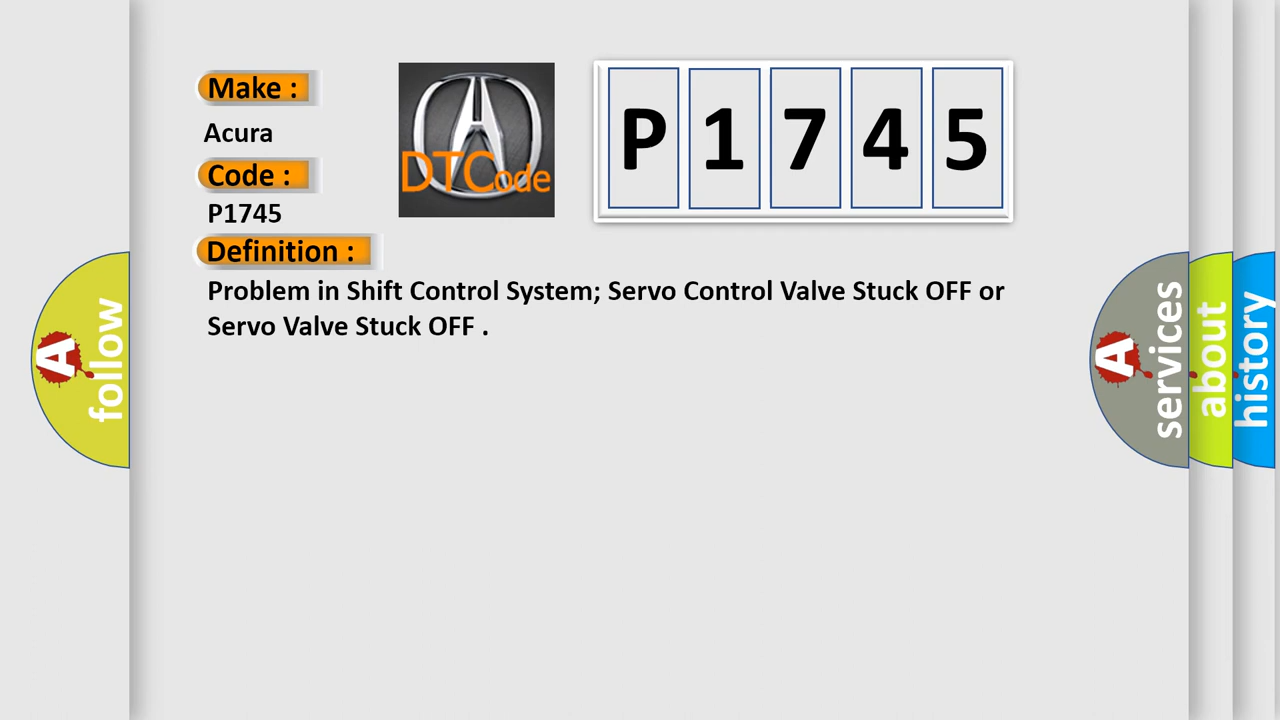 Make :
Acura
Code :
P1745
Definition :
Problem in Shift Control System; Servo Control Valve Stuck OFF or
Servo Valve Stuck OFF .
DTCode
P 1 7 4 5
A follow
A services
about
history